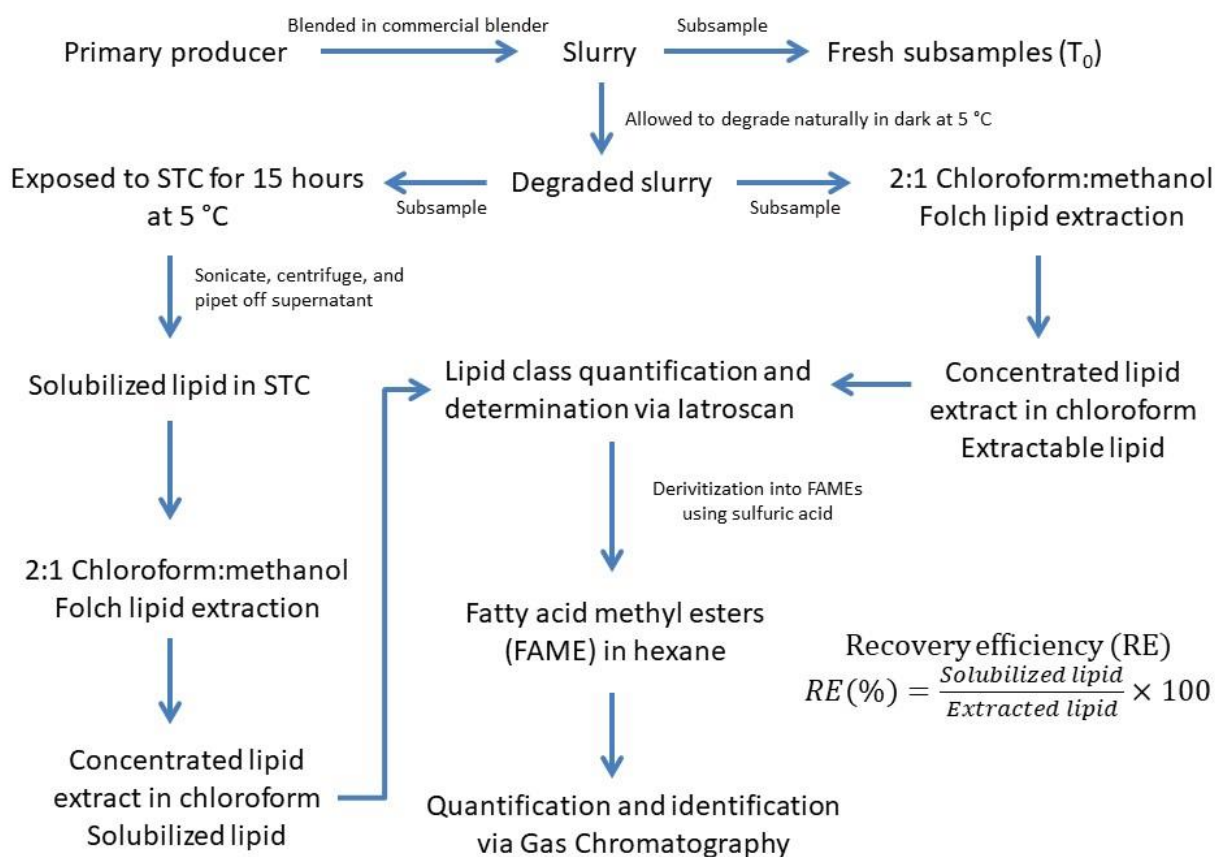 Primary producer
Blended in commercial blender
Slurry
Subsample
Fresh subsamples (T₀)
Allowed to degrade naturally in dark at 5 °C
Exposed to STC for 15 hours
at 5 °C
Subsample
Degraded slurry
Subsample
2:1 Chloroform:methanol
Folch lipid extraction
Sonicate, centrifuge, and
pipet off supernatant
Solubilized lipid in STC
Lipid class quantification and
determination via Iatroscan
Concentrated lipid
extract in chloroform
Extractable lipid
Derivitization into FAMEs
using sulfuric acid
2:1 Chloroform:methanol
Folch lipid extraction
Fatty acid methyl esters
(FAME) in hexane
Recovery efficiency (RE)
RE(%) = Solubilized lipid / Extracted lipid × 100
Concentrated lipid
extract in chloroform
Solubilized lipid
Quantification and identification
via Gas Chromatography